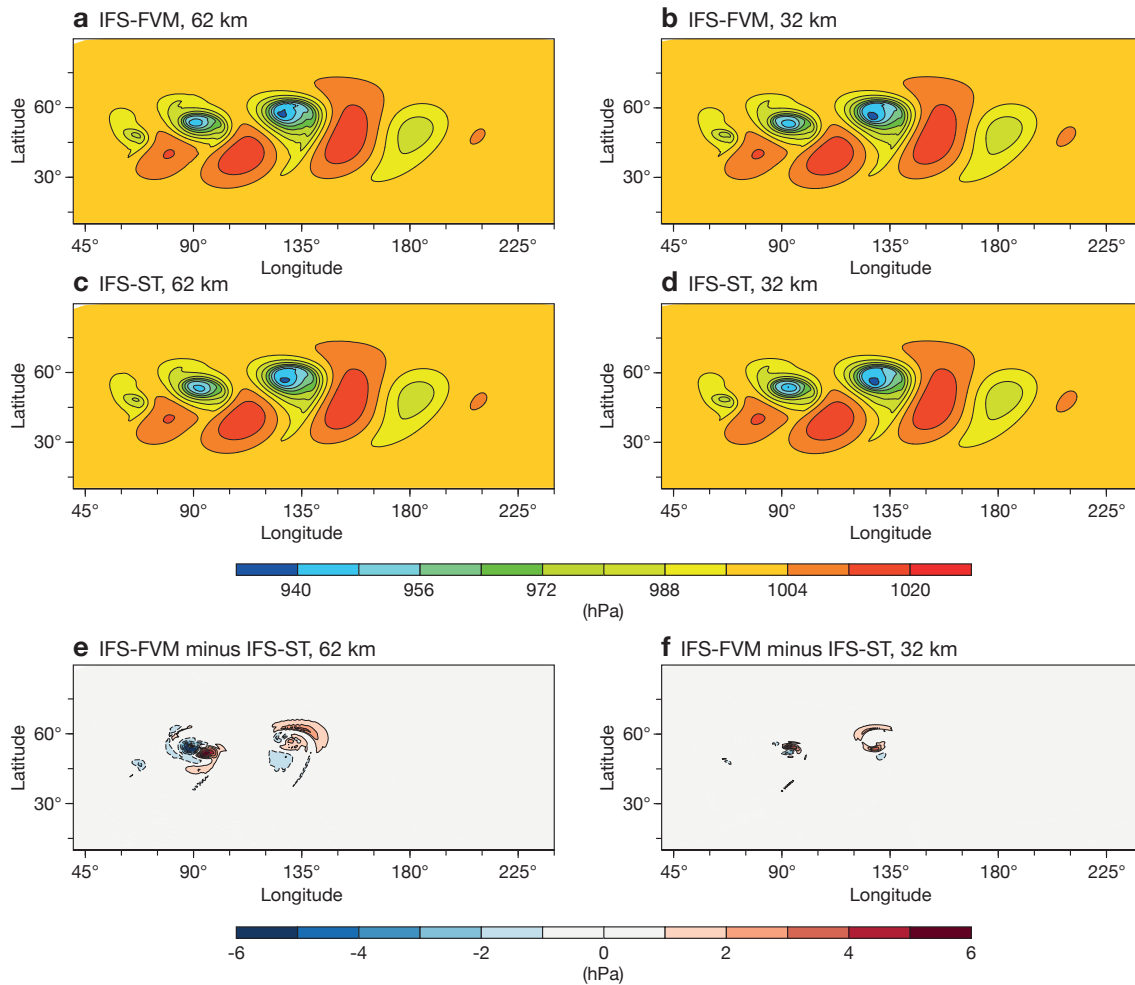 a IFS-FVM, 62 km
b IFS-FVM, 32 km
Latitude
60°
30°
45° 90° 135° 180° 225°
Longitude
Latitude
60°
30°
45° 90° 135° 180° 225°
Longitude
c IFS-ST, 62 km
d IFS-ST, 32 km
Latitude
60°
30°
45° 90° 135° 180° 225°
Longitude
Latitude
60°
30°
45° 90° 135° 180° 225°
Longitude
940 956 972 988 1004 1020
(hPa)
e IFS-FVM minus IFS-ST, 62 km
f IFS-FVM minus IFS-ST, 32 km
Latitude
60°
30°
45° 90° 135° 180° 225°
Longitude
Latitude
60°
30°
45° 90° 135° 180° 225°
Longitude
-6 -4 -2 0 2 4 6
(hPa)